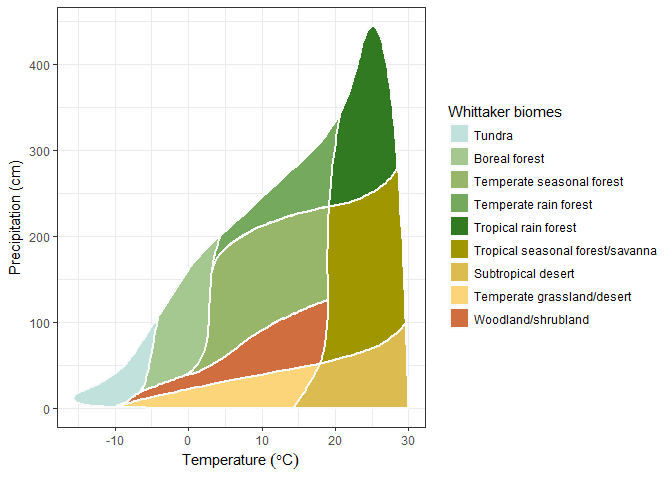 Whittaker biomes
Tundra
Boreal forest
Temperate seasonal forest
Temperate rain forest
Tropical rain forest
Tropical seasonal forest/savanna
Subtropical desert
Temperate grassland/desert
Woodland/shrubland
Precipitation (cm)
400
300
200
100
0
-10 0 10 20 30
Temperature (°C)